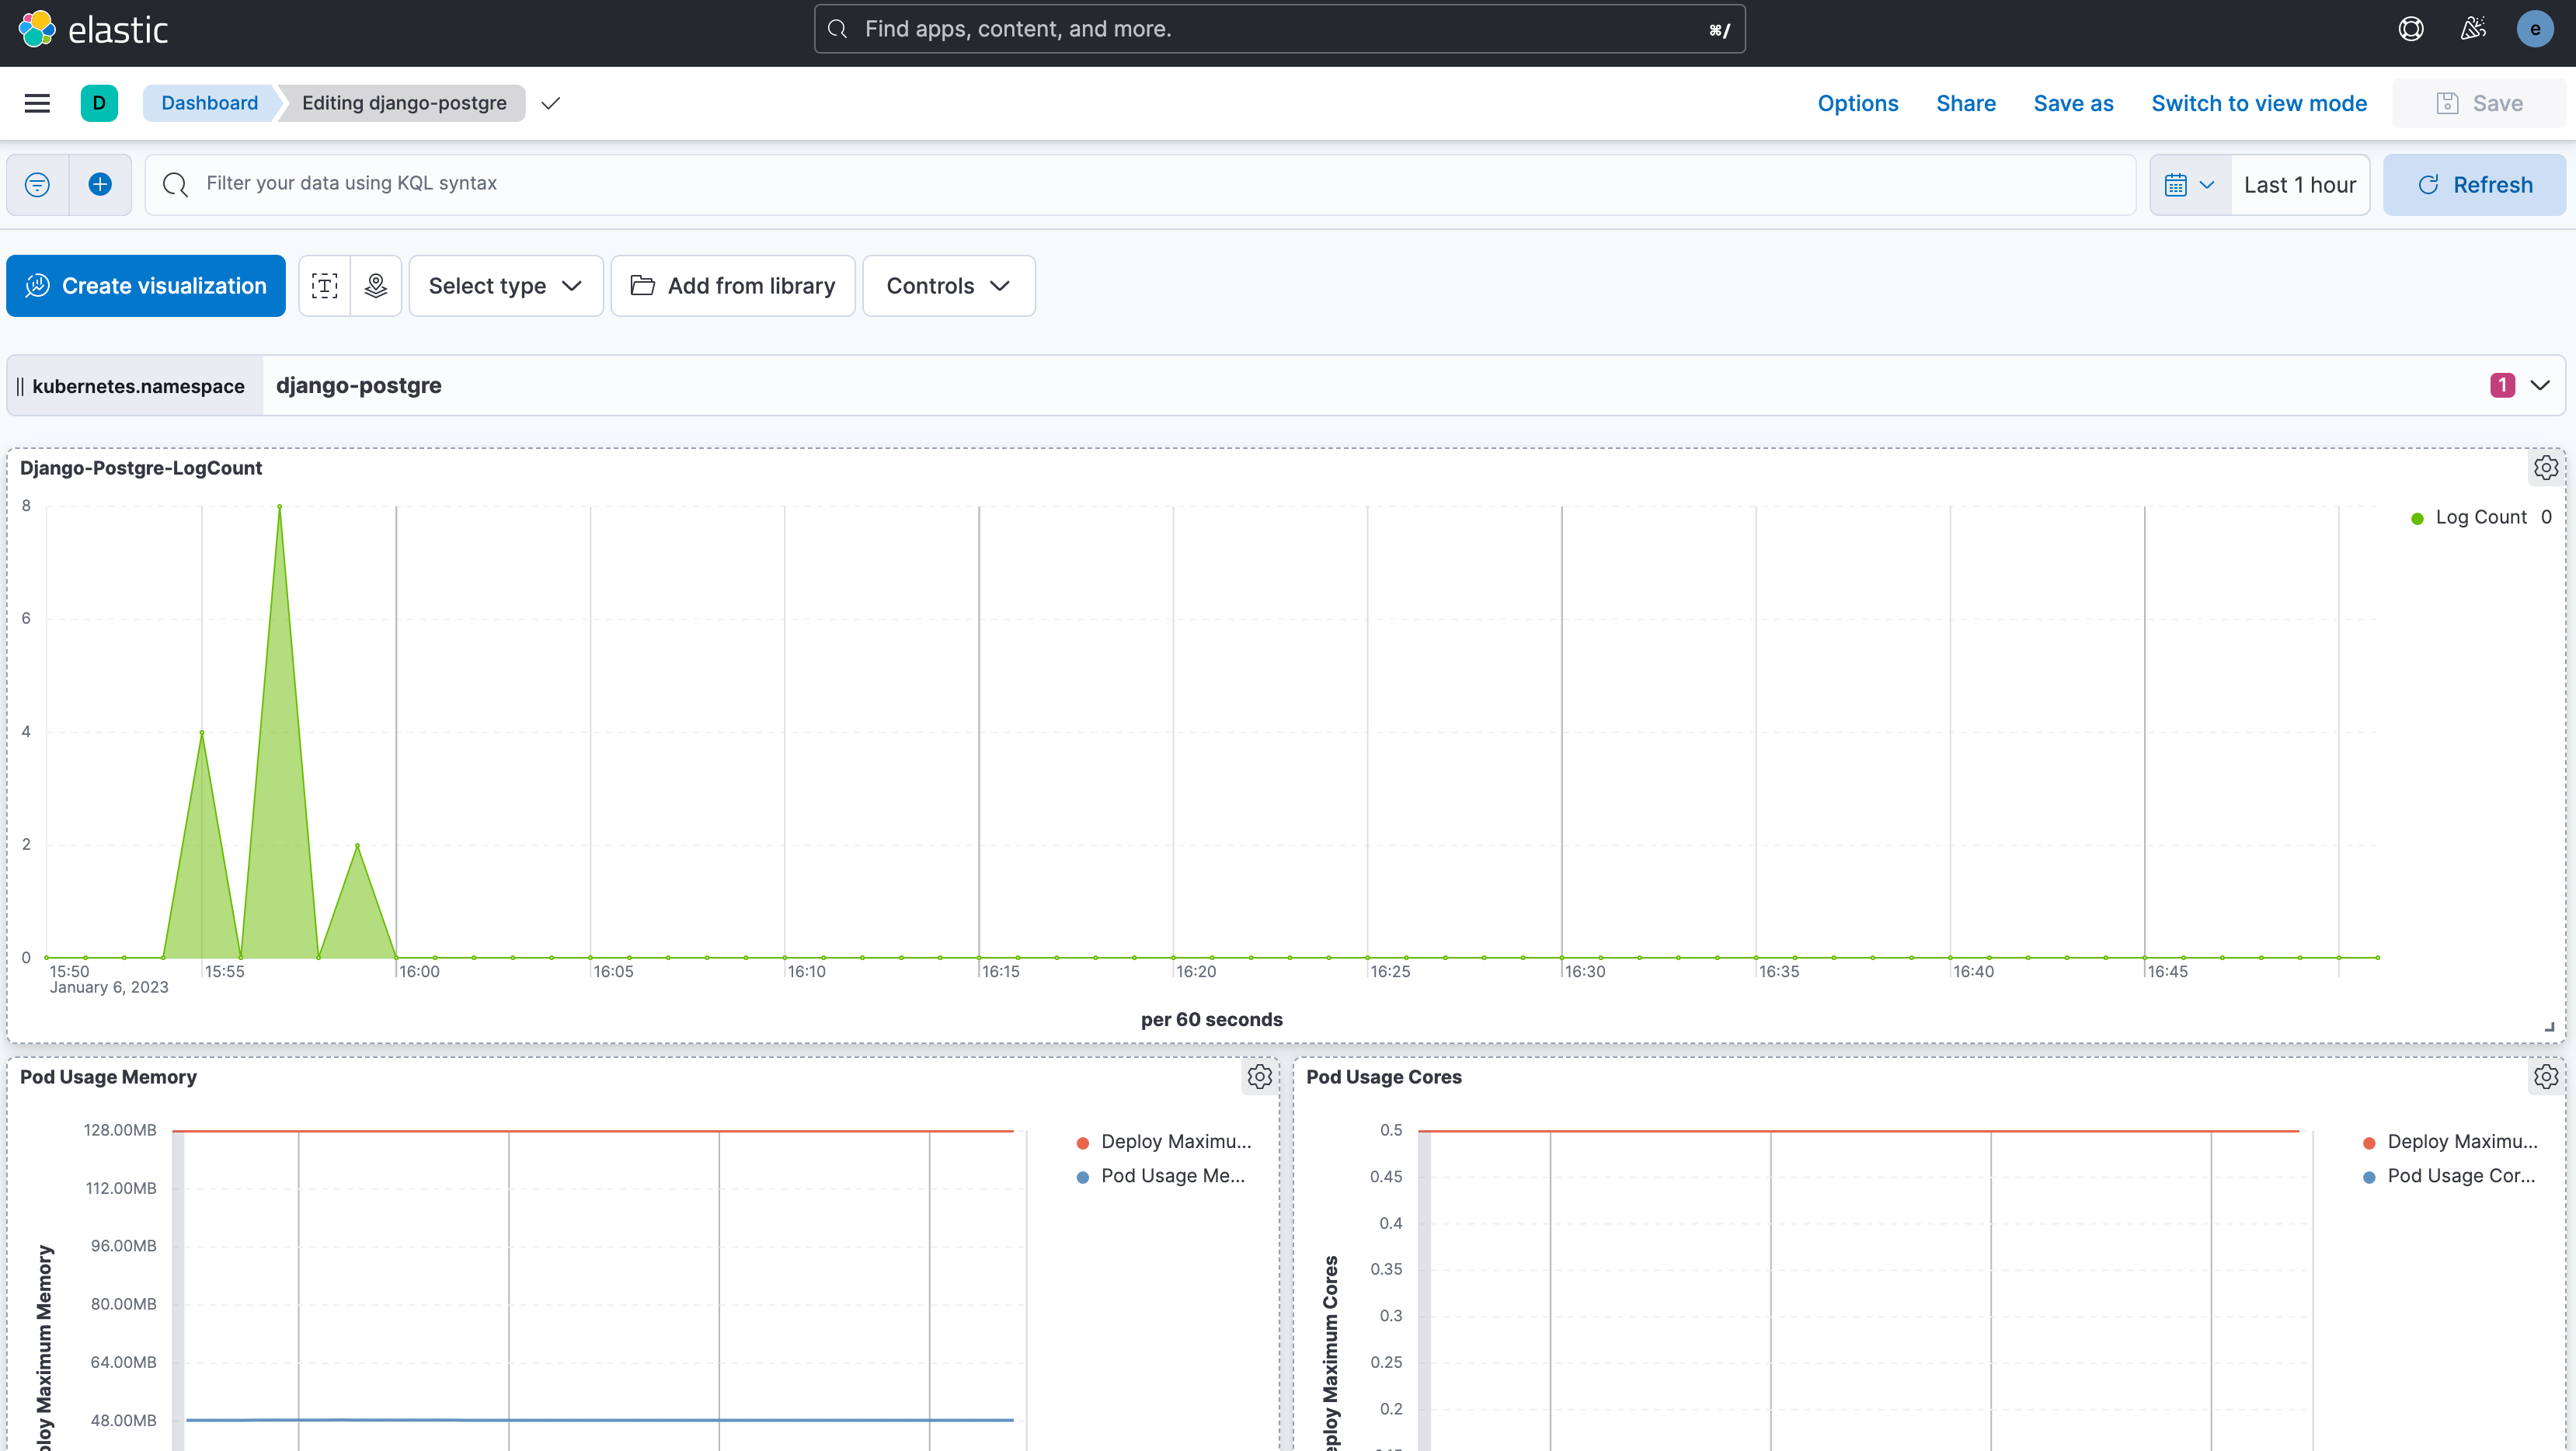 elastic
Find apps, content, and more.
⌘/
e
D
Dashboard
Editing django-postgre
Options
Share
Save as
Switch to view mode
Save
Filter your data using KQL syntax
Last 1 hour
Refresh
Create visualization
Select type
Add from library
Controls
kubernetes.namespace
django-postgre
1
Django-Postgre-LogCount
8
6
4
2
0
Log Count 0
15:50
15:55
16:00
16:05
16:10
16:15
16:20
16:25
16:30
16:35
16:40
16:45
January 6, 2023
per 60 seconds
Pod Usage Memory
128.00MB
112.00MB
96.00MB
80.00MB
64.00MB
48.00MB
ploy Maximum Memory
Deploy Maximu...
Pod Usage Me...
Pod Usage Cores
0.5
0.45
0.4
0.35
0.3
0.25
0.2
eploy Maximum Cores
Deploy Maximu...
Pod Usage Cor...